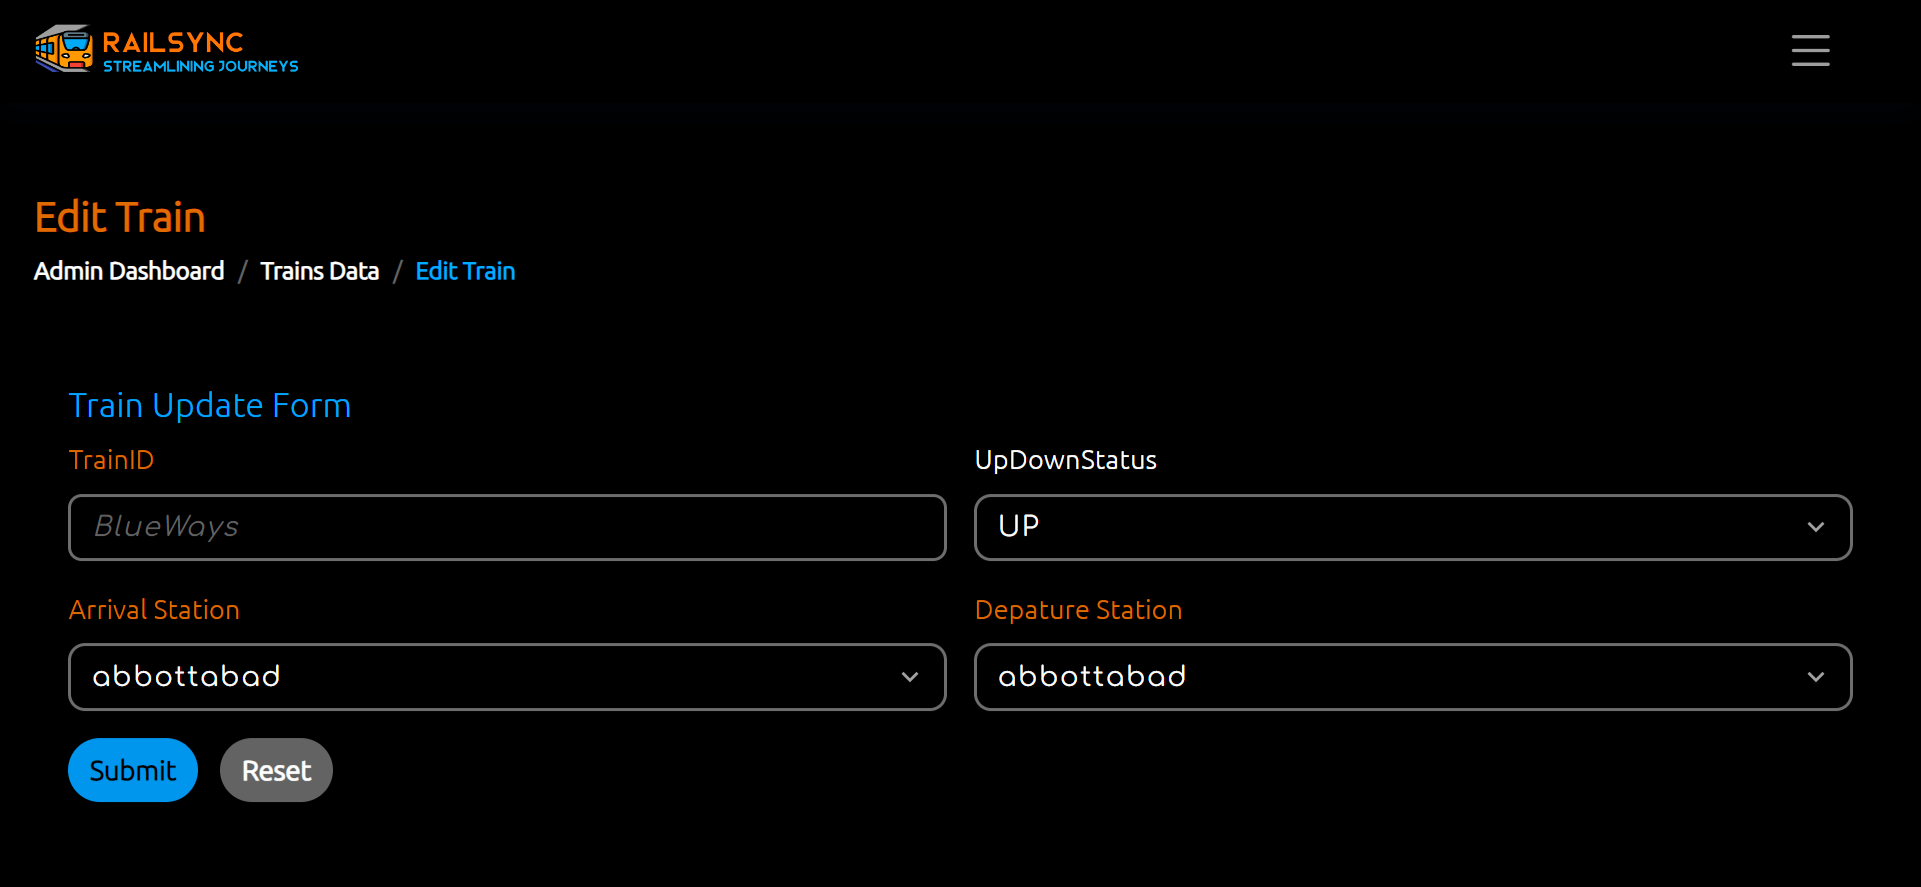 RAILSYNC
STREAMLINING JOURNEYS
Edit Train
Admin Dashboard / Trains Data / Edit Train
Train Update Form
TrainID
UpDownStatus
BlueWays
UP
Arrival Station
Depature Station
abbottabad
abbottabad
Submit
Reset